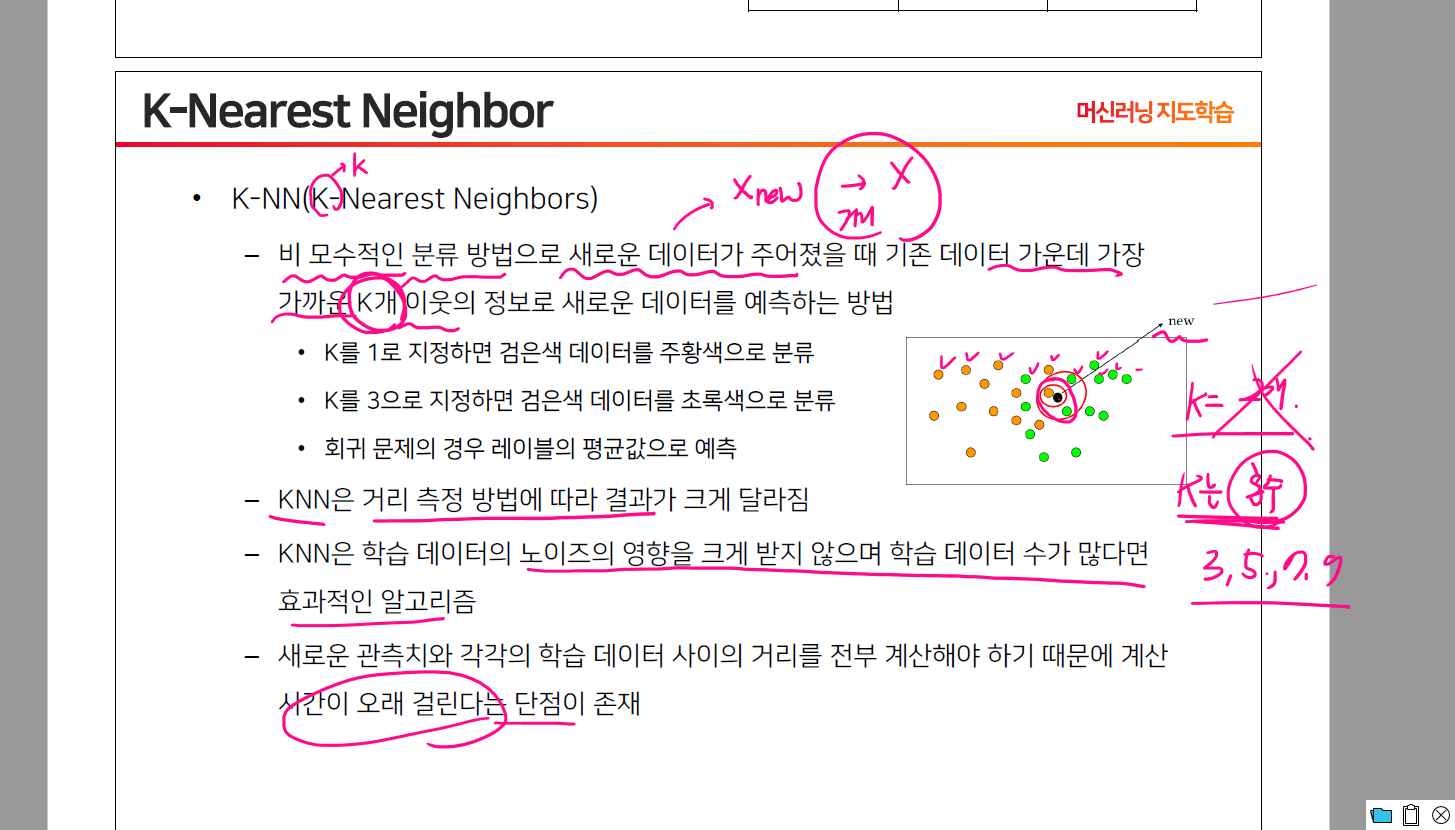 K-Nearest Neighbor
머신러닝 지도학습
k
• K-NN(K-Nearest Neighbors)
Xnew → X
– 비 모수적인 분류 방법으로 새로운 데이터가 주어졌을 때 기존 데이터 가운데 가장
가까운 K개 이웃의 정보로 새로운 데이터를 예측하는 방법
new
• K를 1로 지정하면 검은색 데이터를 주황색으로 분류
• K를 3으로 지정하면 검은색 데이터를 초록색으로 분류
• 회귀 문제의 경우 레이블의 평균값으로 예측
k=
K는 홀수
3, 5, 7, 9
– KNN은 거리 측정 방법에 따라 결과가 크게 달라짐
– KNN은 학습 데이터의 노이즈의 영향을 크게 받지 않으며 학습 데이터 수가 많다면
효과적인 알고리즘
– 새로운 관측치와 각각의 학습 데이터 사이의 거리를 전부 계산해야 하기 때문에 계산
시간이 오래 걸린다는 단점이 존재